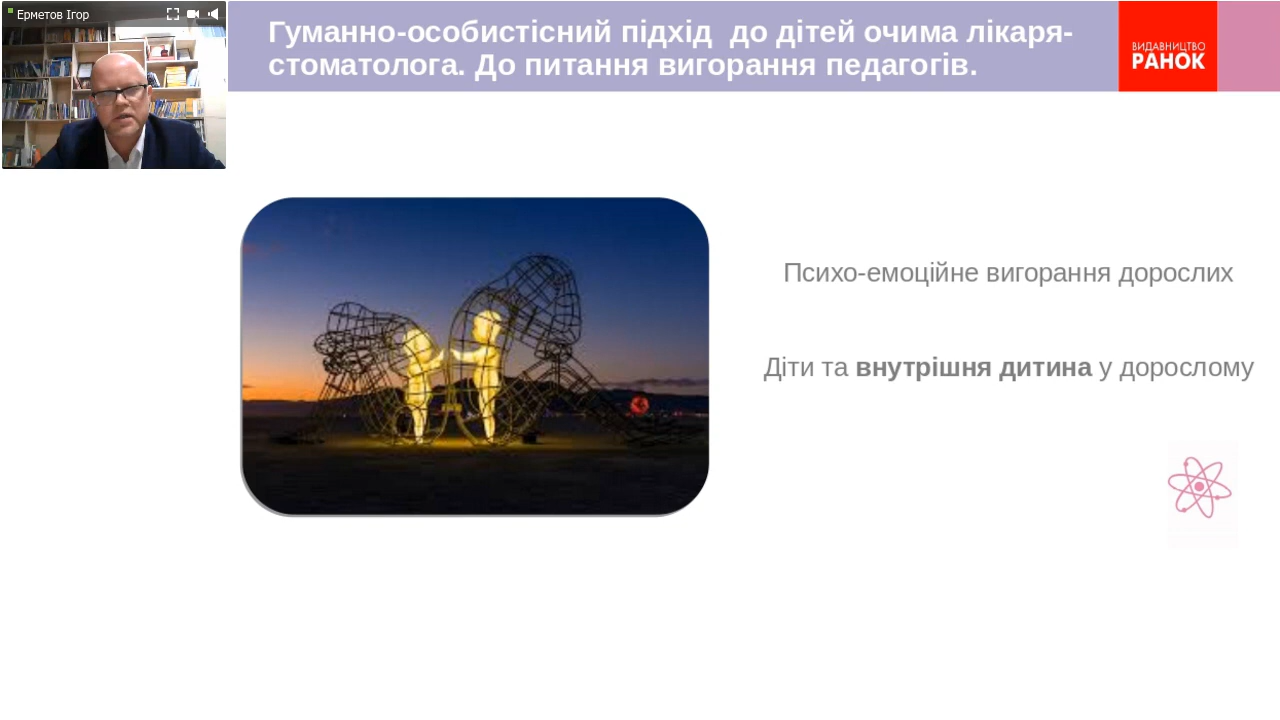 Ерметов Ігор
Гуманно-особистісний підхід  до дітей очима лікаря-
стоматолога. До питання вигорання педагогів.
ВИДАВНИЦТВО
РАНОК
Психо-емоційне вигорання дорослих
Діти та внутрішня дитина у дорослому